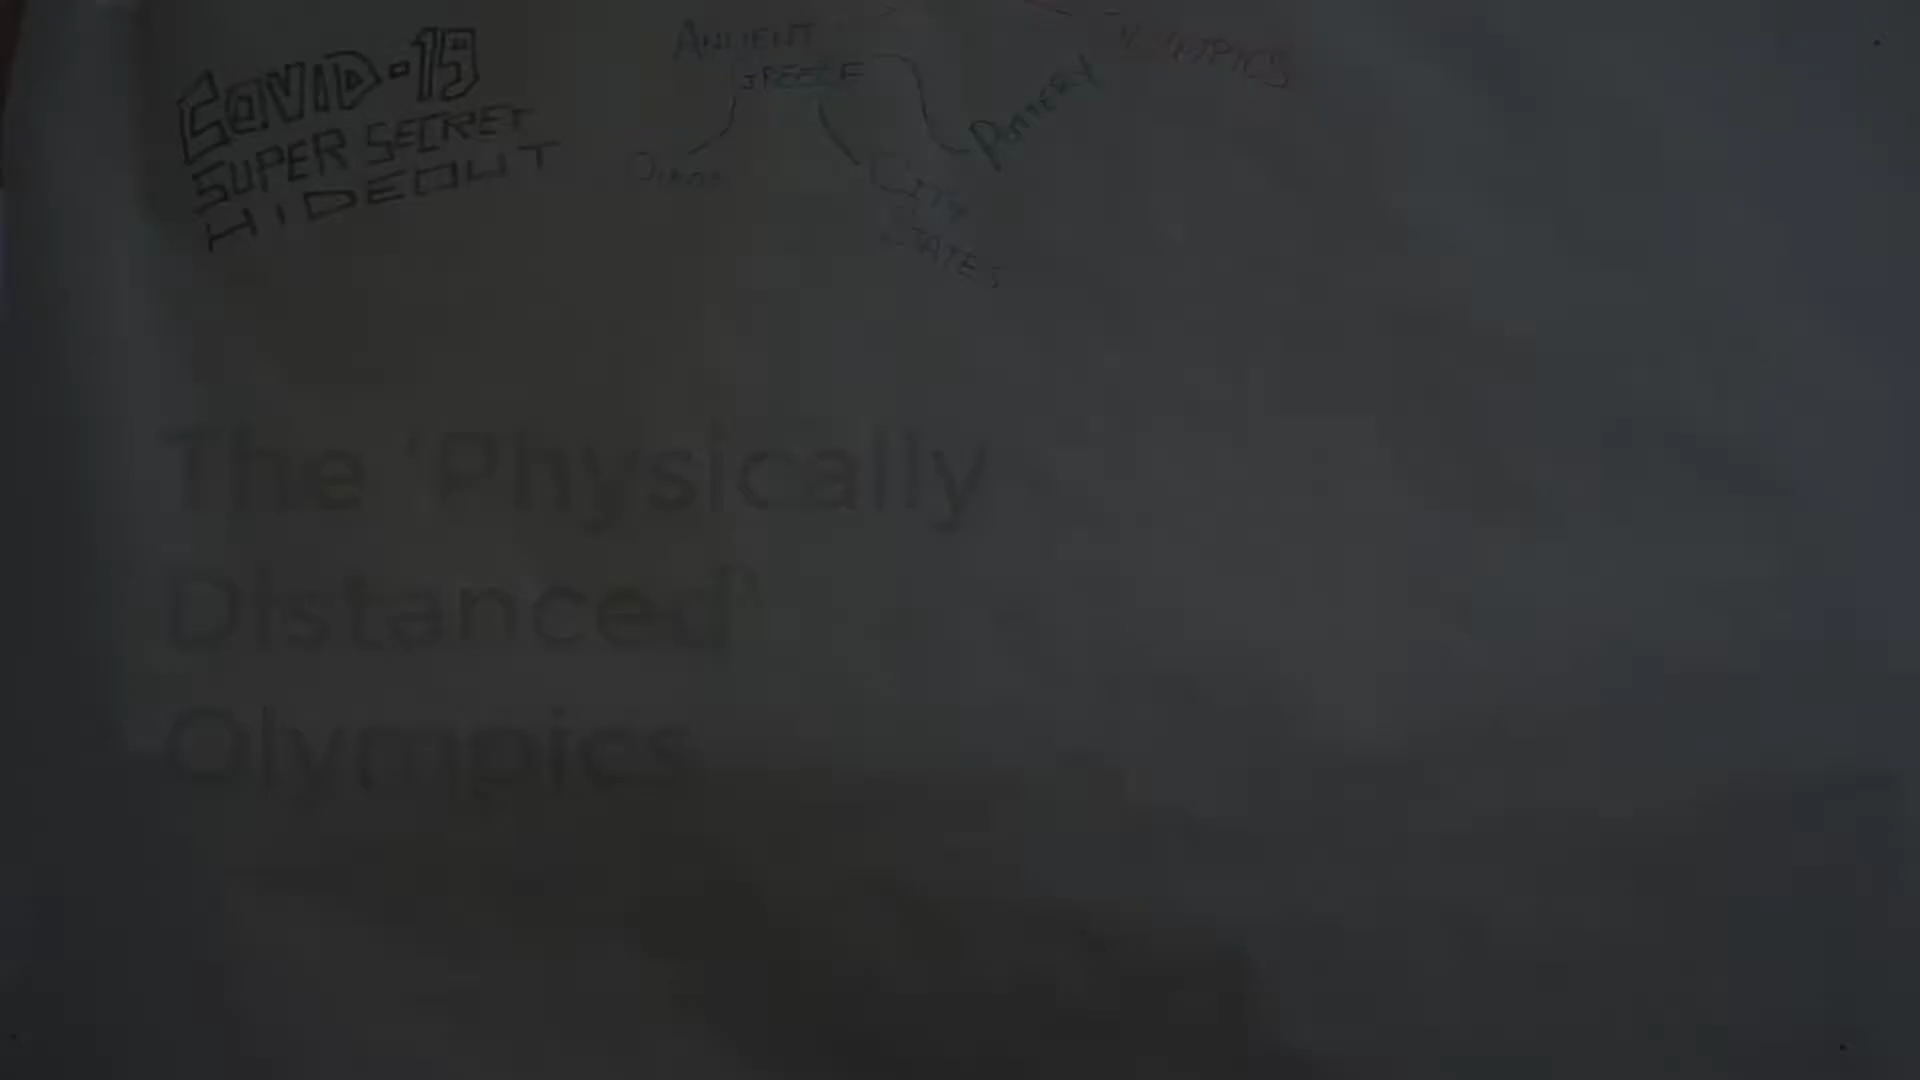 COVID-19
SUPER SECRET
HIDEOUT
ANCIENT
GREECE
POTTERY
CITY
STATES
The 'Physically
Distanced'
Olympics